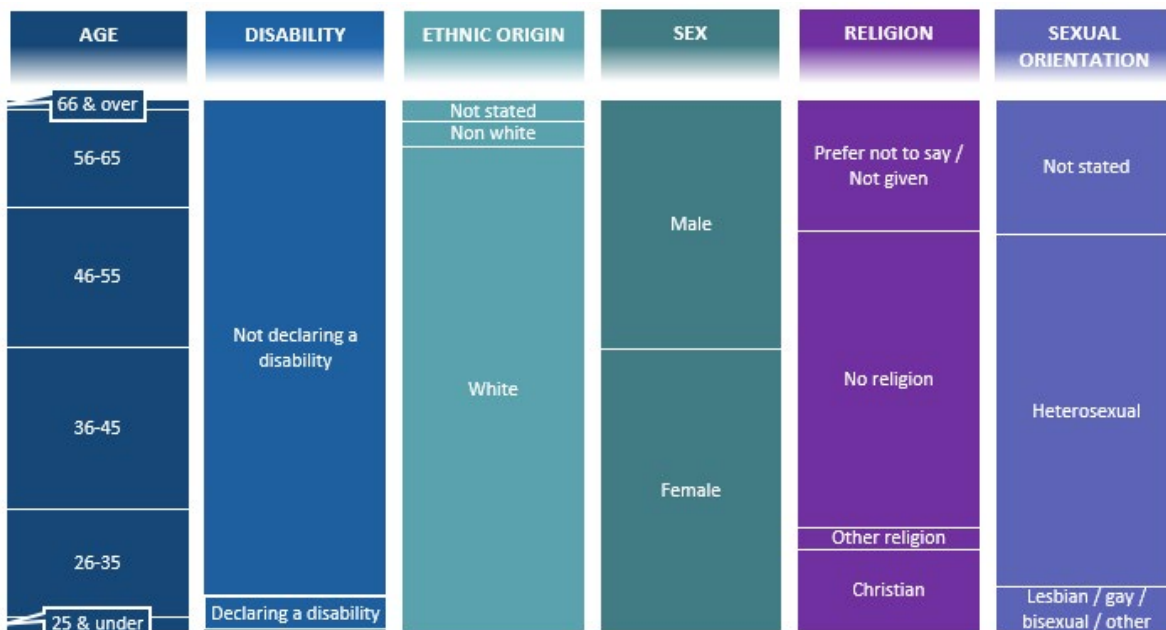 AGE
66 & over
56-65
46-55
36-45
26-35
25 & under
DISABILITY
Not declaring a
disability
Declaring a disability
ETHNIC ORIGIN
Not stated
Non white
White
SEX
Male
Female
RELIGION
Prefer not to say /
Not given
No religion
Other religion
Christian
SEXUAL
ORIENTATION
Not stated
Heterosexual
Lesbian / gay /
bisexual / other